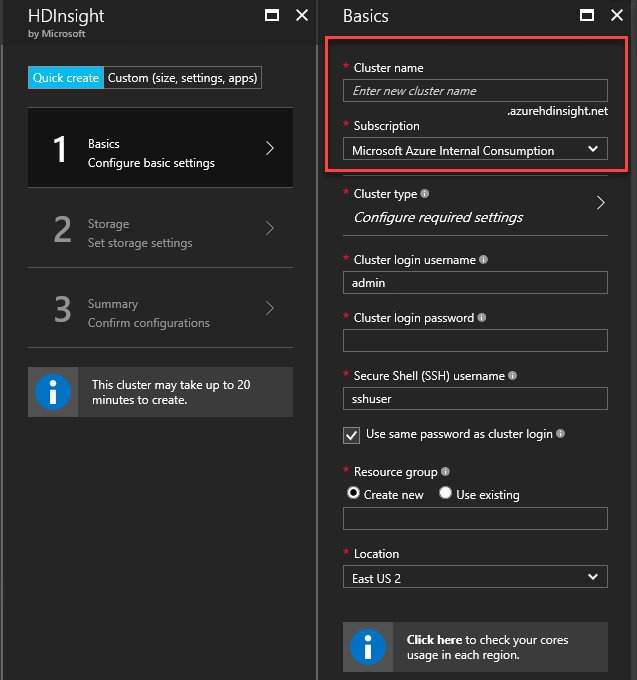 HDInsight
by Microsoft
Quick create
Custom (size, settings, apps)
1
Basics
Configure basic settings
2
Storage
Set storage settings
3
Summary
Confirm configurations
This cluster may take up to 20
minutes to create.
Basics
* Cluster name
Enter new cluster name
.azurehdinsight.net
* Subscription
Microsoft Azure Internal Consumption
* Cluster type
Configure required settings
* Cluster login username
admin
* Cluster login password
* Secure Shell (SSH) username
sshuser
Use same password as cluster login
* Resource group
Create new
Use existing
* Location
East US 2
Click here to check your cores
usage in each region.